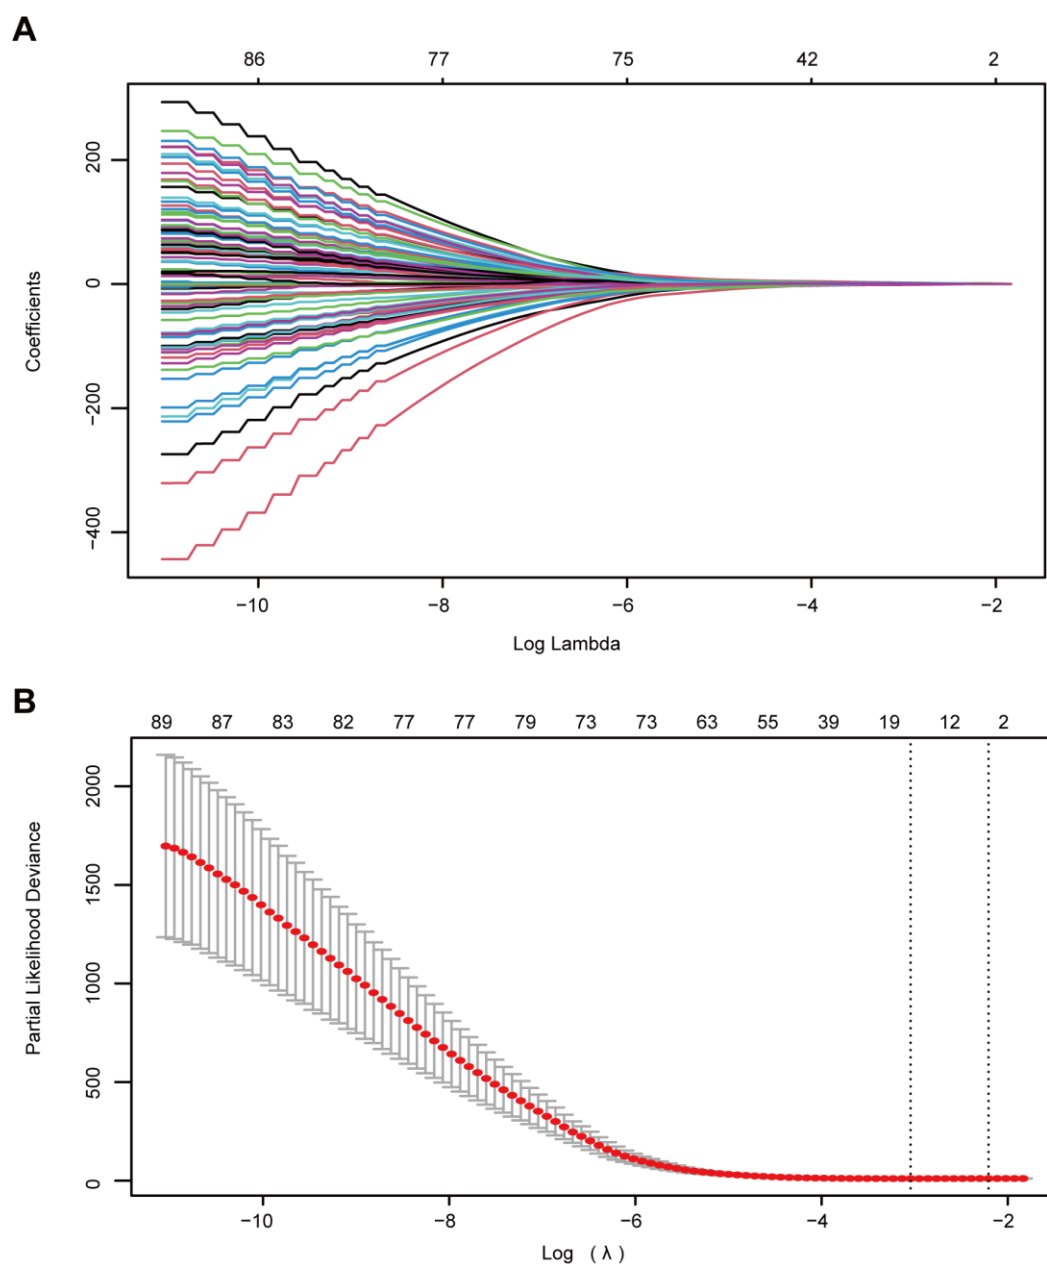 A
86 77 75 42 2
200
0
−200
−400
Coefficients
−10 −8 −6 −4 −2
Log Lambda
B
89 87 83 82 77 77 79 73 73 63 55 39 19 12 2
2000
1500
1000
500
0
Partial Likelihood Deviance
−10 −8 −6 −4 −2
Log (λ)